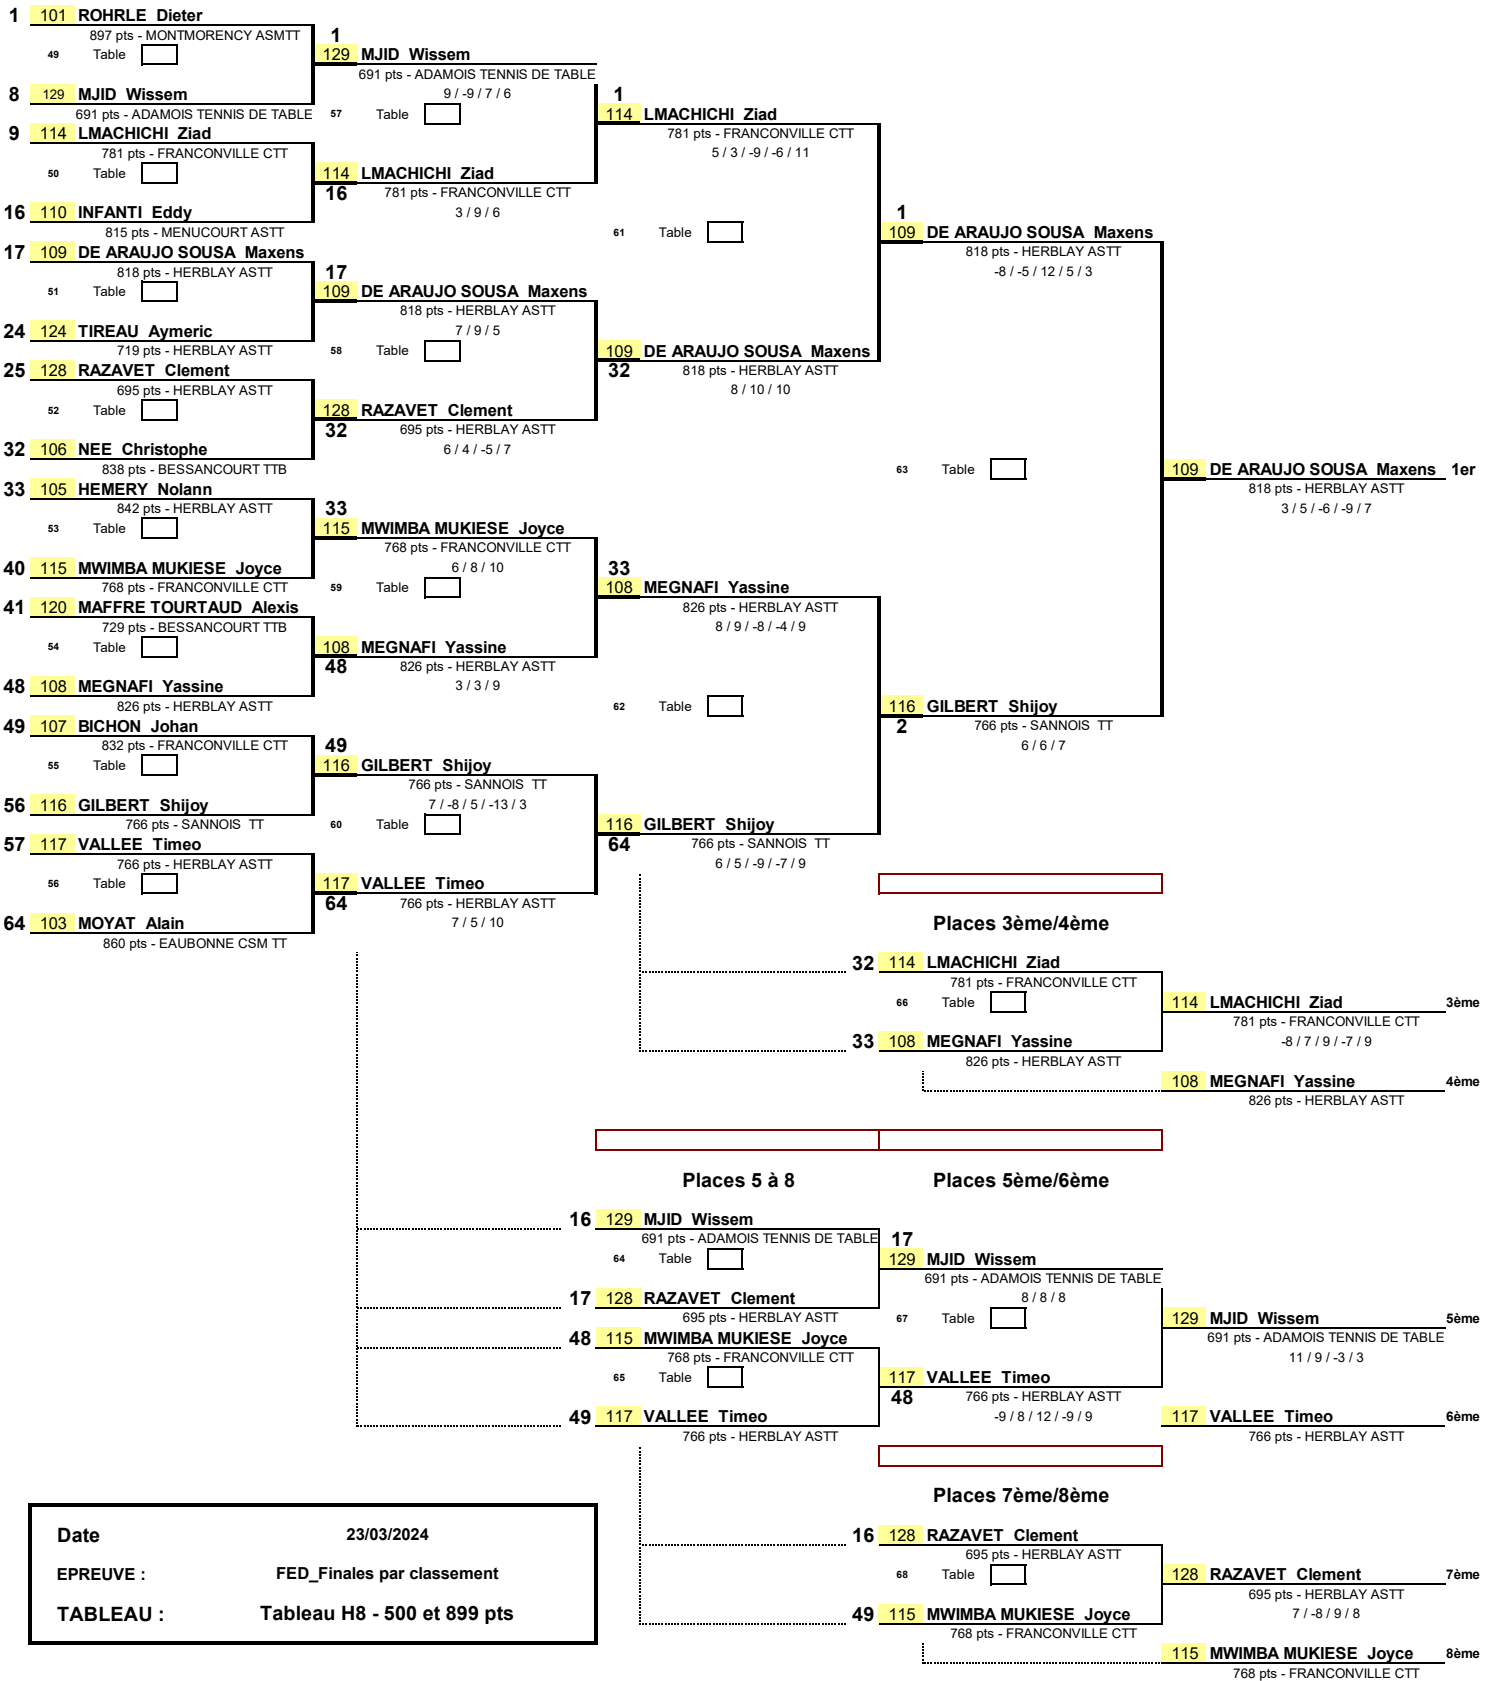 1 101 ROHRLE Dieter
897 pts - MONTMORENCY ASMTT
49 Table
8 129 MJID Wissem
691 pts - ADAMOIS TENNIS DE TABLE
9 114 LMACHICHI Ziad
781 pts - FRANCONVILLE CTT
50 Table
16 110 INFANTI Eddy
815 pts - MENUCOURT ASTT
17 109 DE ARAUJO SOUSA Maxens
818 pts - HERBLAY ASTT
51 Table
24 124 TIREAU Aymeric
719 pts - HERBLAY ASTT
25 128 RAZAVET Clement
695 pts - HERBLAY ASTT
52 Table
32 106 NEE Christophe
838 pts - BESSANCOURT TTB
33 105 HEMERY Nolann
842 pts - HERBLAY ASTT
53 Table
40 115 MWIMBA MUKIESE Joyce
768 pts - FRANCONVILLE CTT
41 120 MAFFRE TOURTAUD Alexis
729 pts - BESSANCOURT TTB
54 Table
48 108 MEGNAFI Yassine
826 pts - HERBLAY ASTT
49 107 BICHON Johan
832 pts - FRANCONVILLE CTT
55 Table
56 116 GILBERT Shijoy
766 pts - SANNOIS TT
57 117 VALLEE Timeo
766 pts - HERBLAY ASTT
56 Table
64 103 MOYAT Alain
860 pts - EAUBONNE CSM TT
1
129 MJID Wissem
691 pts - ADAMOIS TENNIS DE TABLE
9 / -9 / 7 / 6
57 Table
114 LMACHICHI Ziad
16 781 pts - FRANCONVILLE CTT
3 / 9 / 6
17
109 DE ARAUJO SOUSA Maxens
818 pts - HERBLAY ASTT
7 / 9 / 5
58 Table
128 RAZAVET Clement
32 695 pts - HERBLAY ASTT
6 / 4 / -5 / 7
33
115 MWIMBA MUKIESE Joyce
768 pts - FRANCONVILLE CTT
6 / 8 / 10
59 Table
108 MEGNAFI Yassine
48 826 pts - HERBLAY ASTT
3 / 3 / 9
49
116 GILBERT Shijoy
766 pts - SANNOIS TT
7 / -8 / 5 / -13 / 3
60 Table
117 VALLEE Timeo
64 766 pts - HERBLAY ASTT
7 / 5 / 10
1
114 LMACHICHI Ziad
781 pts - FRANCONVILLE CTT
5 / 3 / -9 / -6 / 11
61 Table
109 DE ARAUJO SOUSA Maxens
32 818 pts - HERBLAY ASTT
8 / 10 / 10
33
108 MEGNAFI Yassine
826 pts - HERBLAY ASTT
8 / 9 / -8 / -4 / 9
62 Table
116 GILBERT Shijoy
64 766 pts - SANNOIS TT
6 / 5 / -9 / -7 / 9
1
109 DE ARAUJO SOUSA Maxens
818 pts - HERBLAY ASTT
-8 / -5 / 12 / 5 / 3
63 Table
116 GILBERT Shijoy
2 766 pts - SANNOIS TT
6 / 6 / 7
109 DE ARAUJO SOUSA Maxens 1er
818 pts - HERBLAY ASTT
3 / 5 / -6 / -9 / 7
Places 3ème/4ème
32 114 LMACHICHI Ziad
781 pts - FRANCONVILLE CTT
66 Table
33 108 MEGNAFI Yassine
826 pts - HERBLAY ASTT
114 LMACHICHI Ziad 3ème
781 pts - FRANCONVILLE CTT
-8 / 7 / 9 / -7 / 9
108 MEGNAFI Yassine 4ème
826 pts - HERBLAY ASTT
Places 5 à 8
Places 5ème/6ème
16 129 MJID Wissem
691 pts - ADAMOIS TENNIS DE TABLE
64 Table
17 128 RAZAVET Clement
695 pts - HERBLAY ASTT
48 115 MWIMBA MUKIESE Joyce
768 pts - FRANCONVILLE CTT
65 Table
49 117 VALLEE Timeo
766 pts - HERBLAY ASTT
17
129 MJID Wissem
691 pts - ADAMOIS TENNIS DE TABLE
8 / 8 / 8
67 Table
117 VALLEE Timeo
48 766 pts - HERBLAY ASTT
-9 / 8 / 12 / -9 / 9
129 MJID Wissem 5ème
691 pts - ADAMOIS TENNIS DE TABLE
11 / 9 / -3 / 3
117 VALLEE Timeo 6ème
766 pts - HERBLAY ASTT
Places 7ème/8ème
16 128 RAZAVET Clement
695 pts - HERBLAY ASTT
68 Table
49 115 MWIMBA MUKIESE Joyce
768 pts - FRANCONVILLE CTT
128 RAZAVET Clement 7ème
695 pts - HERBLAY ASTT
7 / -8 / 9 / 8
115 MWIMBA MUKIESE Joyce 8ème
768 pts - FRANCONVILLE CTT
Date 23/03/2024
EPREUVE : FED_Finales par classement
TABLEAU : Tableau H8 - 500 et 899 pts